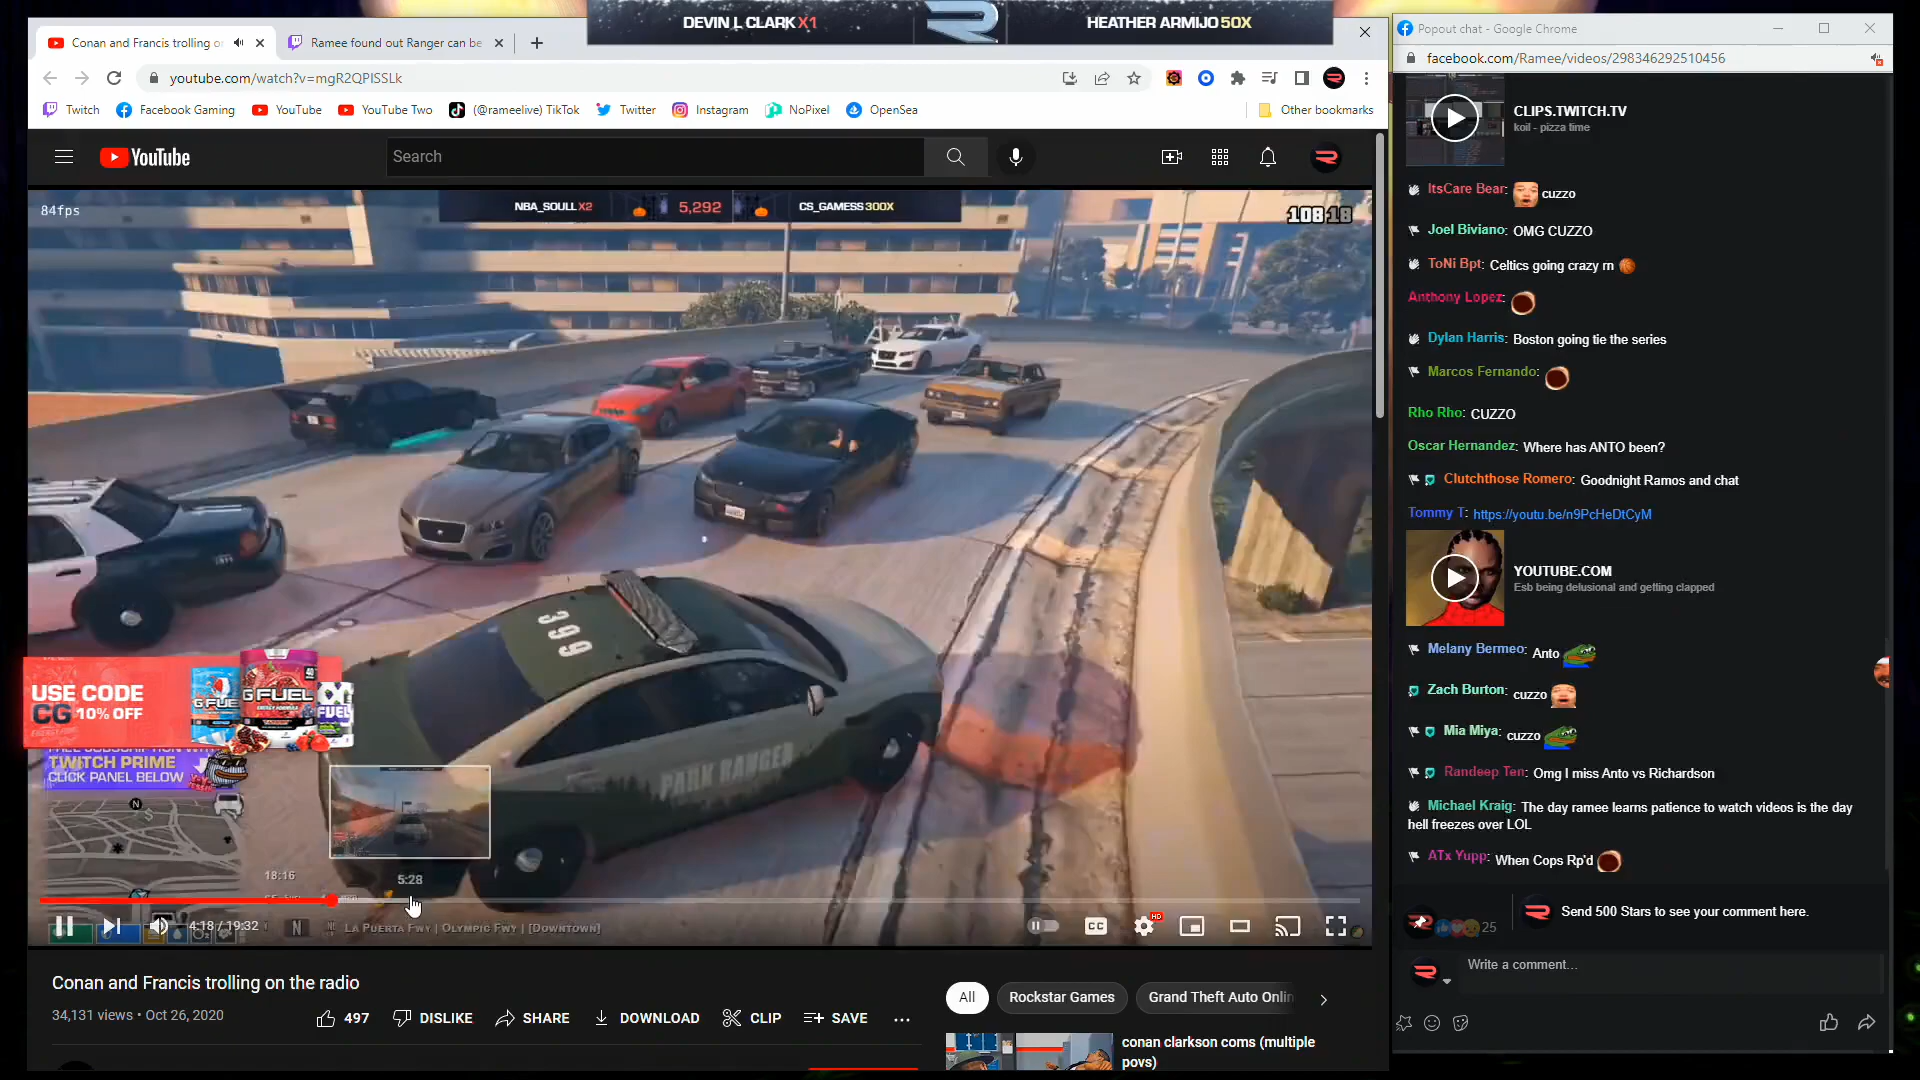 DEVIN L CLARK X1
HEATHER ARMIJO 50X
Conan and Francis trolling o
Ramee found out Ranger can be
youtube.com/watch?v=mgR2QPISSLk
Twitch
Facebook Gaming
YouTube
YouTube Two
(@rameelive) TikTok
Twitter
Instagram
NoPixel
OpenSea
Other bookmarks
YouTube
Search
84fps
NBA_SOULL X2
5,292
CS_GAMESS 300X
108 18
399
PARK RANGER
USE CODE
CG 10% OFF
G FUEL
TWITCH PRIME
CLICK PANEL BELOW
18:16
5:28
4:18 / 19:32
N
LA PUERTA FWY | OLYMPIC FWY | [DOWNTOWN]
CC
HD
Conan and Francis trolling on the radio
34,131 views • Oct 26, 2020
497
DISLIKE
SHARE
DOWNLOAD
CLIP
SAVE
All
Rockstar Games
Grand Theft Auto Onlin
conan clarkson coms (multiple
povs)
Popout chat - Google Chrome
facebook.com/Ramee/videos/298346292510456
CLIPS.TWITCH.TV
koil - pizza time
ItsCare Bear: cuzzo
Joel Biviano: OMG CUZZO
ToNi Bpt: Celtics going crazy rn
Anthony Lopez:
Dylan Harris: Boston going tie the series
Marcos Fernando:
Rho Rho: CUZZO
Oscar Hernandez: Where has ANTO been?
Clutchthose Romero: Goodnight Ramos and chat
Tommy T: https://youtu.be/n9PcHeDtCyM
YOUTUBE.COM
Esb being delusional and getting clapped
Melany Bermeo: Anto
Zach Burton: cuzzo
Mia Miya: cuzzo
Randeep Ten: Omg I miss Anto vs Richardson
Michael Kraig: The day ramee learns patience to watch videos is the day
hell freezes over LOL
ATx Yupp: When Cops Rp'd
25
Send 500 Stars to see your comment here.
Write a comment...